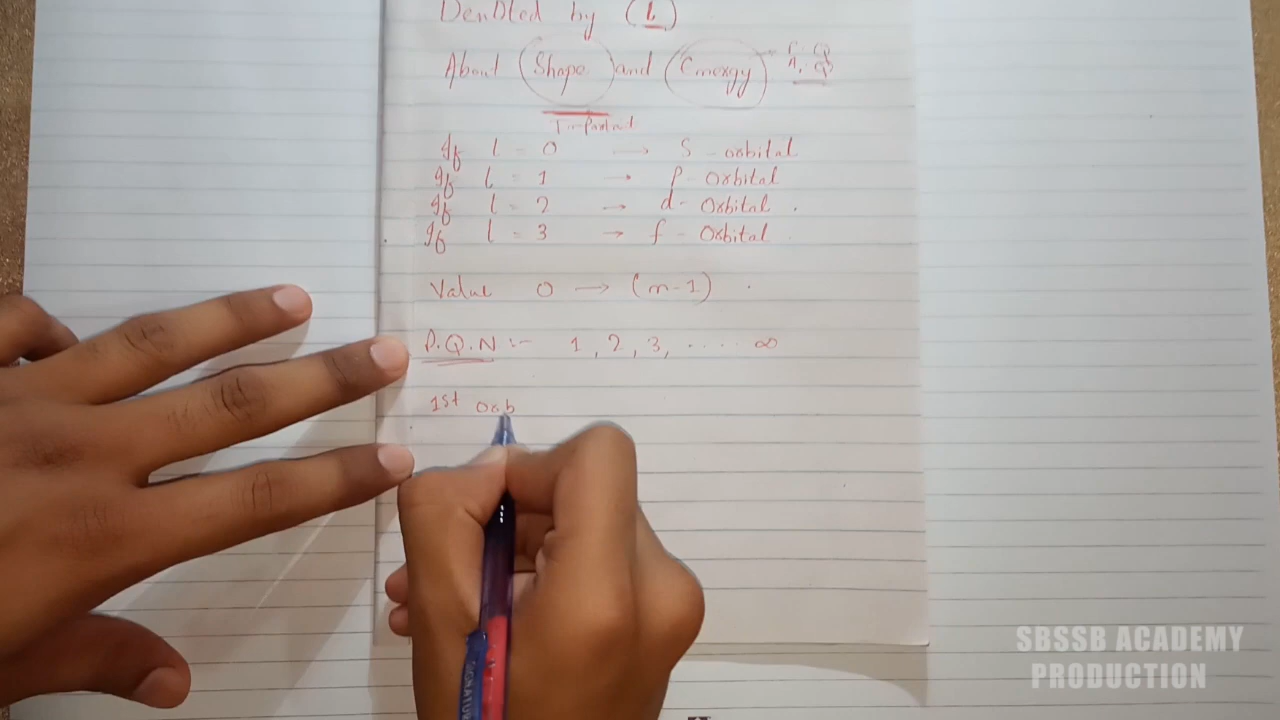 Denoted by (l)
About Shape and Energy P.Q
A.Q
Important
If l = 0 → S - orbital
If l = 1 → P - Orbital
If l = 2 → d - Orbital .
If l = 3 → f - Orbital .
Value 0 → (n-1) .
P.Q.N :- 1, 2, 3, ..... ∞
1st orb
SBSSB ACADEMY
PRODUCTION